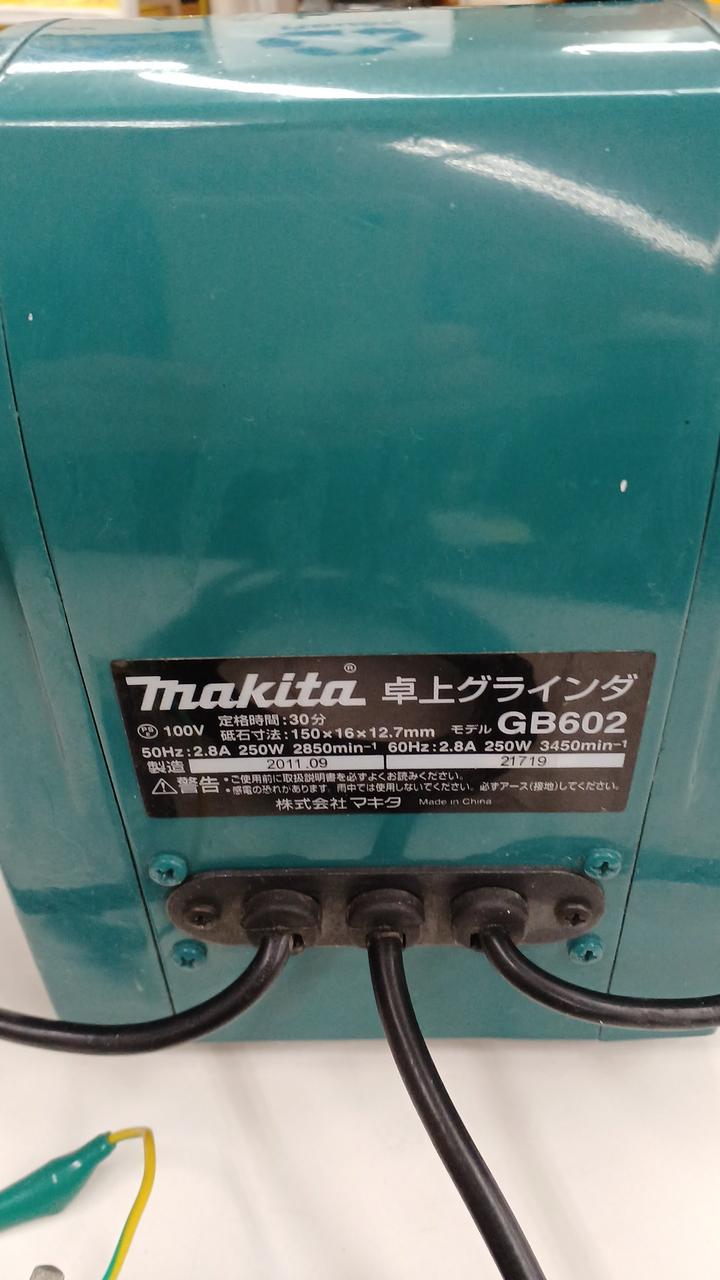 makita® 卓上グラインダ
PSE 100V 定格時間:30分
砥石寸法:150×16×12.7mm モデル GB602
50Hz:2.8A 250W 2850min⁻¹ 60Hz:2.8A 250W 3450min⁻¹
製造 2011.09 21719
⚠警告 •ご使用前に取扱説明書を必ずよくお読みください。
•感電の恐れがあります。雨中では使用しないでください。必ずアース(接地)してください。
株式会社マキタ Made in China